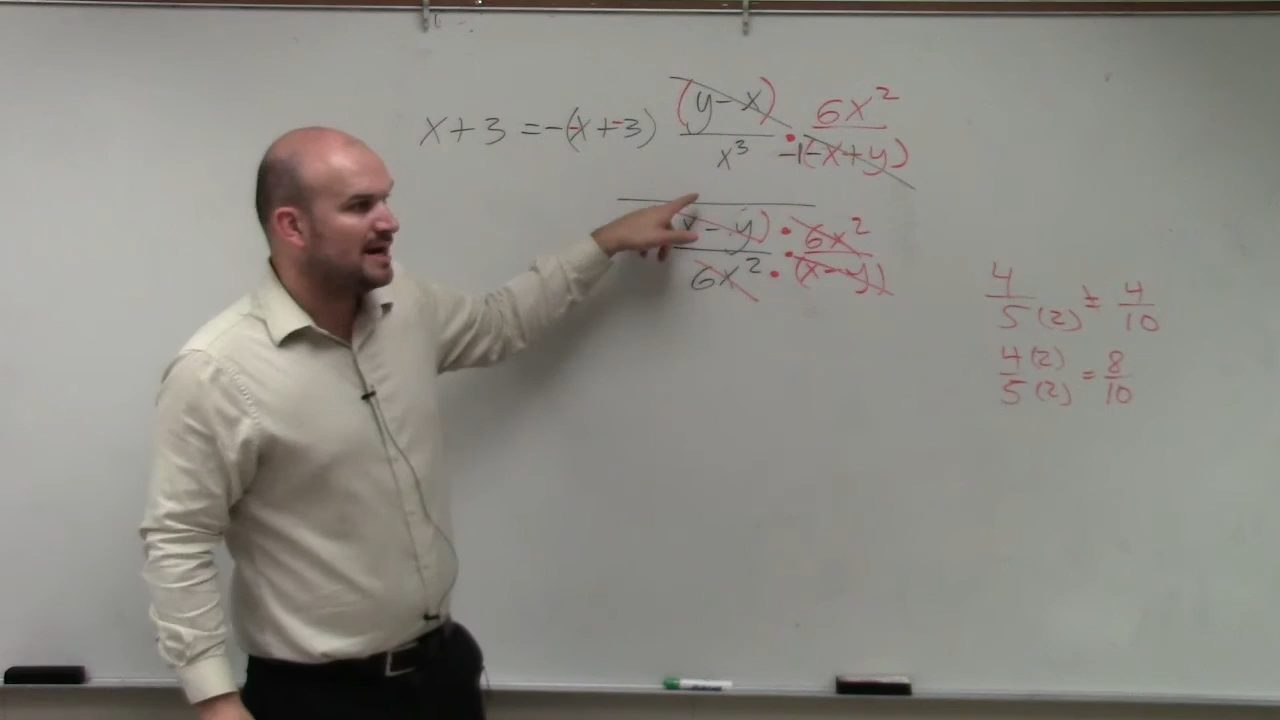 x+3 = -(-x+-3)
(y-x) / x³ · 6x² / -1(-x+y)
x-y) / 6x² · 6x² / (x-y)
4 / 5(2) ≠ 4 / 10
4(2) / 5(2) = 8 / 10